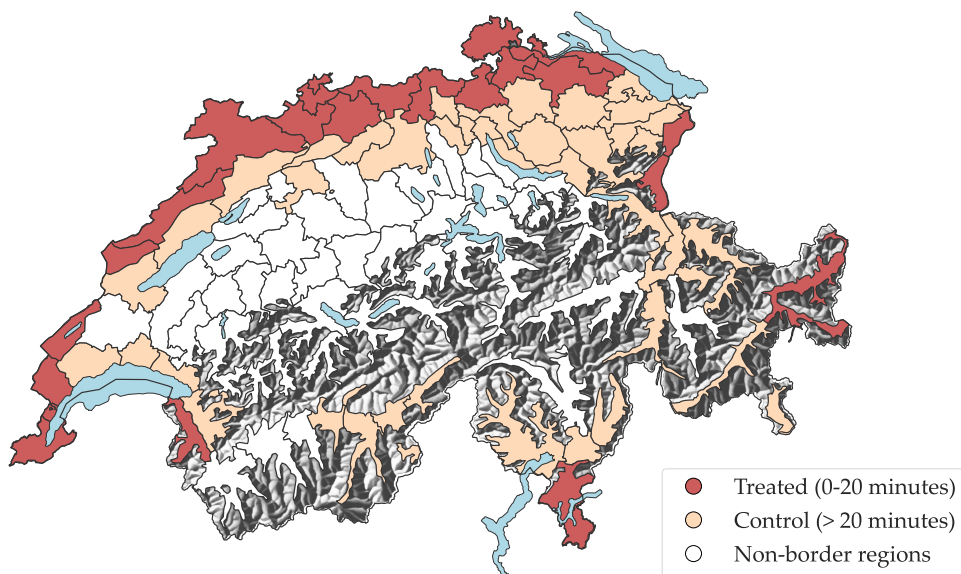 Treated (0-20 minutes)
Control (> 20 minutes)
Non-border regions